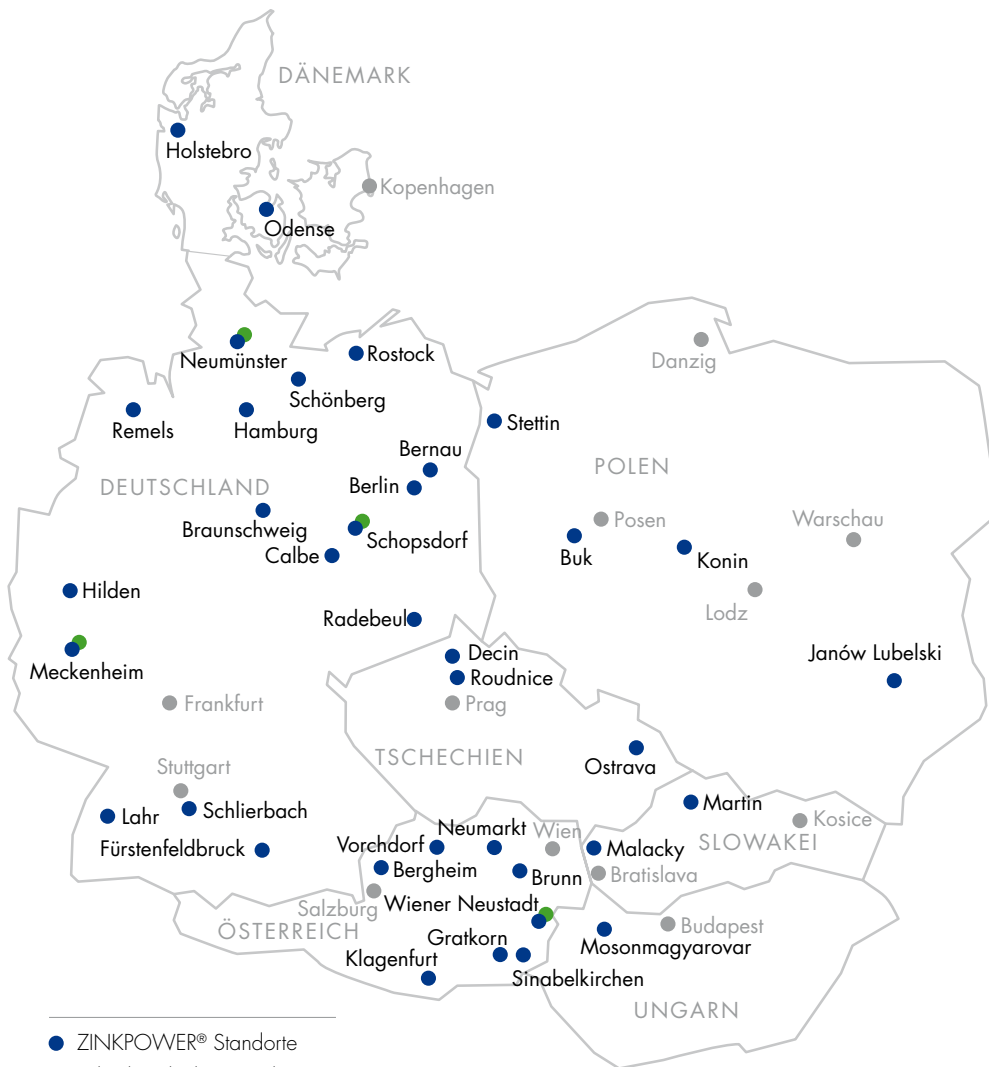 DÄNEMARK
Holstebro
Kopenhagen
Odense
Neumünster
Rostock
Danzig
Schönberg
Remels
Hamburg
Stettin
Bernau
POLEN
DEUTSCHLAND
Berlin
Braunschweig
Schopsdorf
Posen
Warschau
Calbe
Buk
Konin
Hilden
Lodz
Radebeul
Meckenheim
Decin
Janów Lubelski
Roudnice
Frankfurt
Prag
TSCHECHIEN
Ostrava
Stuttgart
Lahr
Schlierbach
Martin
Kosice
Fürstenfeldbruck
Vorchdorf
Neumarkt
Wien
Malacky
SLOWAKEI
Bergheim
Brunn
Bratislava
Salzburg
Wiener Neustadt
ÖSTERREICH
Budapest
Gratkorn
Mosonmagyarovar
Klagenfurt
Sinabelkirchen
UNGARN
ZINKPOWER® Standorte